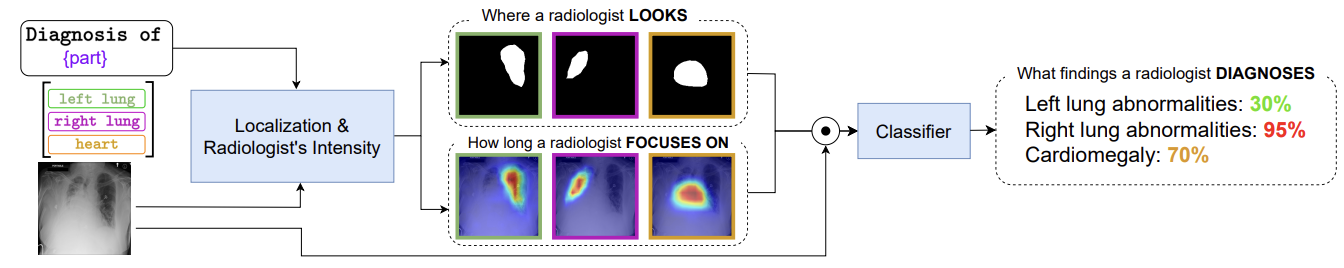 Diagnosis of
{part}
left lung
right lung
heart
Localization &
Radiologist's Intensity
Where a radiologist LOOKS
How long a radiologist FOCUSES ON
Classifier
What findings a radiologist DIAGNOSES
Left lung abnormalities: 30%
Right lung abnormalities: 95%
Cardiomegaly: 70%